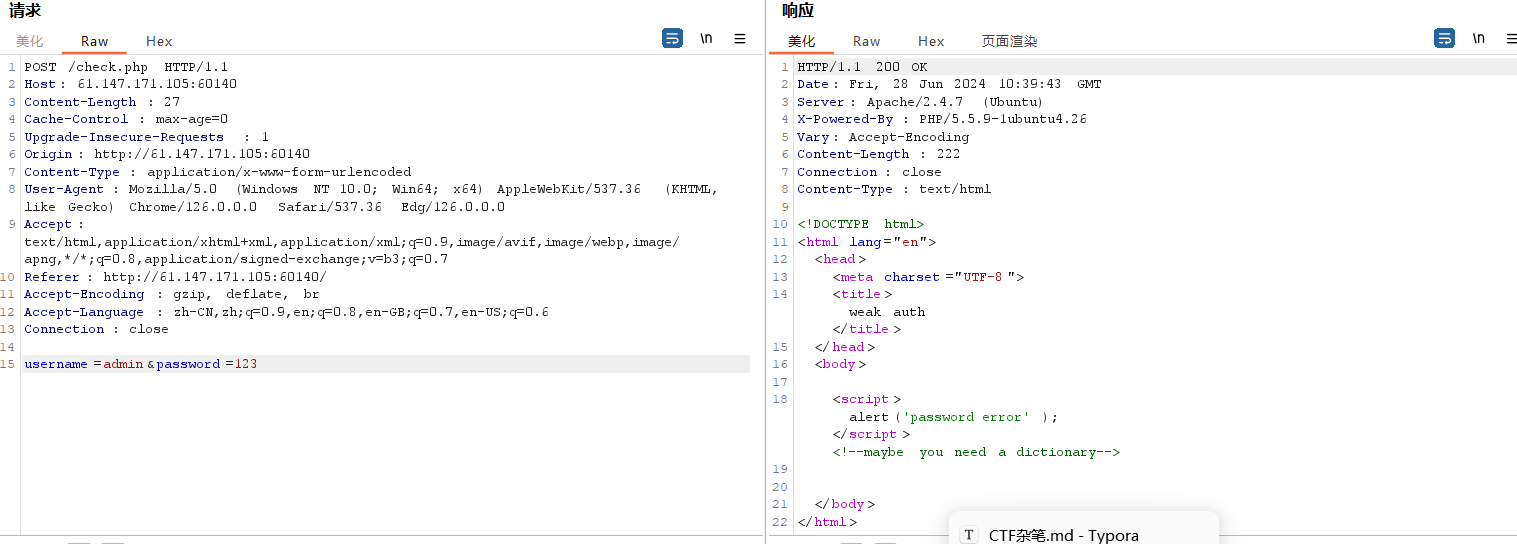 请求
美化 Raw Hex \n
1 POST /check.php HTTP/1.1
2 Host: 61.147.171.105:60140
3 Content-Length : 27
4 Cache-Control : max-age=0
5 Upgrade-Insecure-Requests : 1
6 Origin: http://61.147.171.105:60140
7 Content-Type : application/x-www-form-urlencoded
8 User-Agent : Mozilla/5.0 (Windows NT 10.0; Win64; x64) AppleWebKit/537.36 (KHTML,
like Gecko) Chrome/126.0.0.0 Safari/537.36 Edg/126.0.0.0
9 Accept :
text/html,application/xhtml+xml,application/xml;q=0.9,image/avif,image/webp,image/
apng,*/*;q=0.8,application/signed-exchange;v=b3;q=0.7
10 Referer : http://61.147.171.105:60140/
11 Accept-Encoding : gzip, deflate, br
12 Accept-Language : zh-CN,zh;q=0.9,en;q=0.8,en-GB;q=0.7,en-US;q=0.6
13 Connection : close
14
15 username =admin&password =123
响应
美化 Raw Hex 页面渲染 \n
1 HTTP/1.1 200 OK
2 Date: Fri, 28 Jun 2024 10:39:43 GMT
3 Server : Apache/2.4.7 (Ubuntu)
4 X-Powered-By : PHP/5.5.9-1ubuntu4.26
5 Vary: Accept-Encoding
6 Content-Length : 222
7 Connection : close
8 Content-Type : text/html
9
10 <!DOCTYPE html>
11 <html lang="en">
12 <head>
13 <meta charset ="UTF-8 ">
14 <title>
weak auth
</title >
15 </head>
16 <body>
17
18 <script >
alert ('password error' );
</script >
<!--maybe you need a dictionary-->
19
20
21 </body>
22 </html>
T CTF杂笔.md - Typora